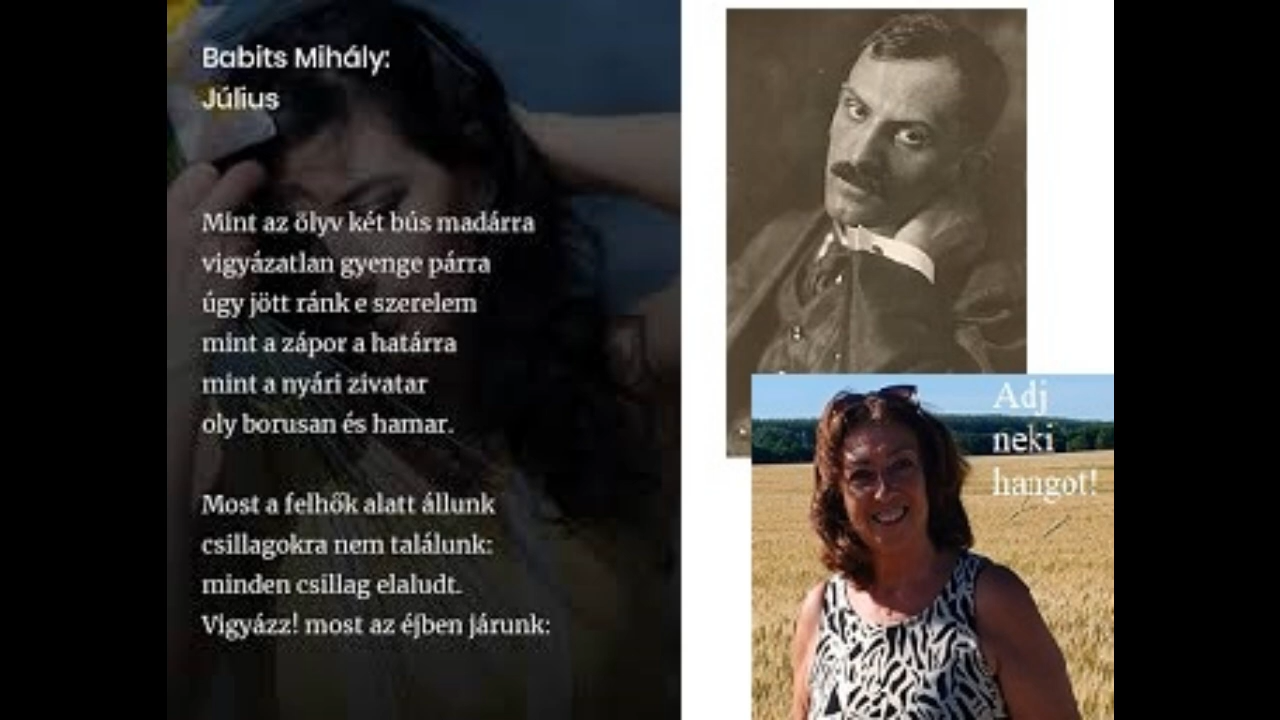 Babits Mihály:
Július
Mint az ölyv két bús madárra
vigyázatlan gyenge párra
úgy jött ránk e szerelem
mint a zápor a határra
mint a nyári zivatar
oly borusan és hamar.
Most a felhők alatt állunk
csillagokra nem találunk:
minden csillag elaludt.
Vigyázz! most az éjben járunk:
Adj
neki
hangot!